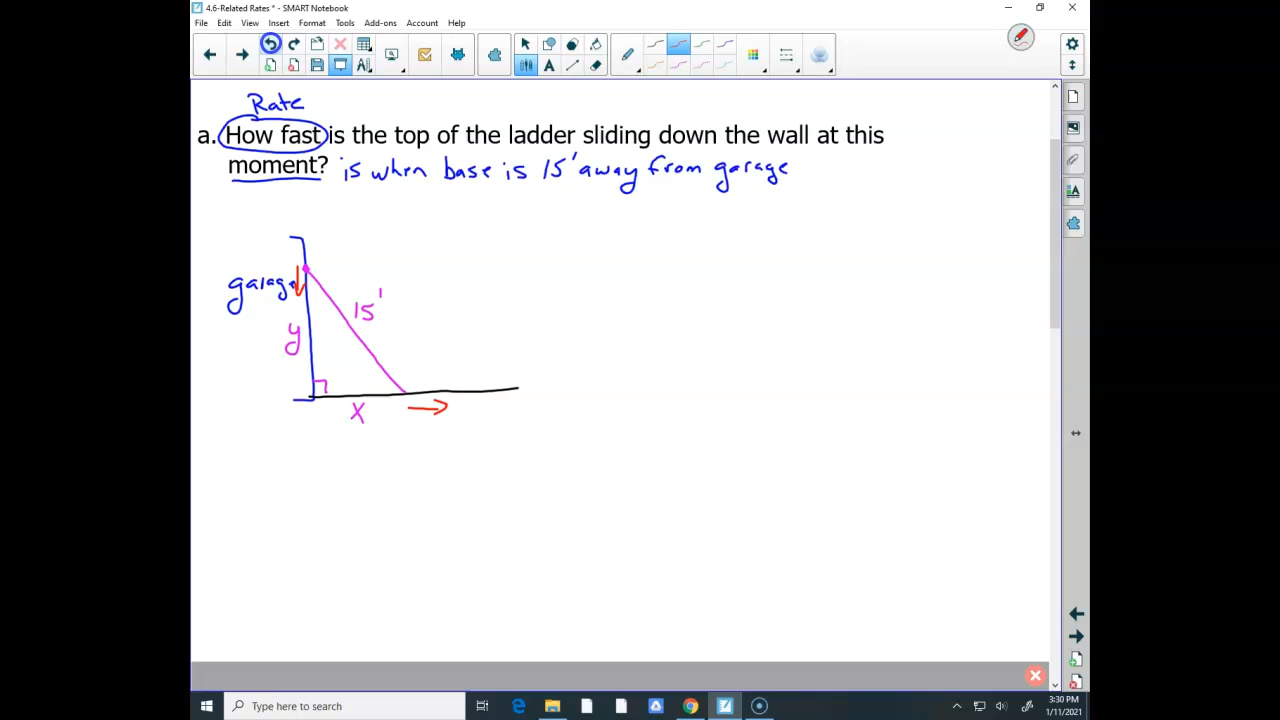 4.6-Related Rates * - SMART Notebook
File Edit View Insert Format Tools Add-ons Account Help
Rate
a. How fast is the top of the ladder sliding down the wall at this
moment? is when base is 15' away from garage
garage
15'
y
x
Type here to search
3:30 PM
1/11/2021